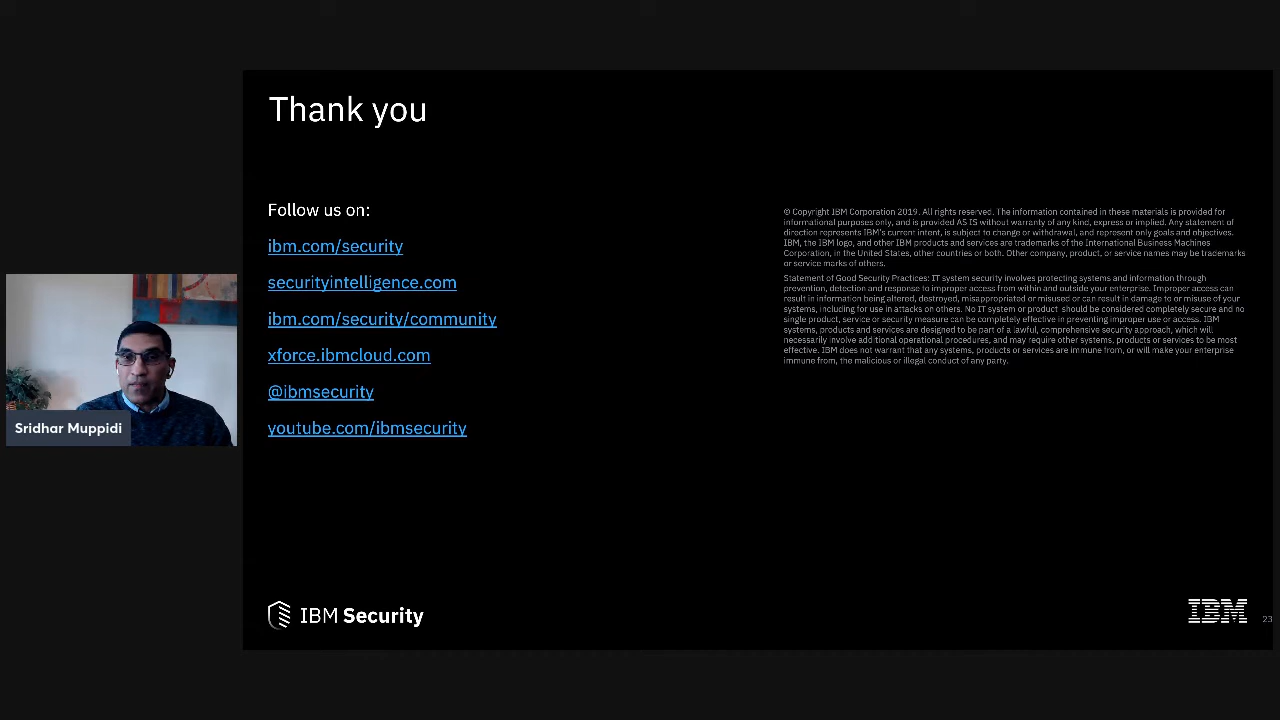 Thank you
Follow us on:
ibm.com/security
securityintelligence.com
ibm.com/security/community
xforce.ibmcloud.com
@ibmsecurity
youtube.com/ibmsecurity
© Copyright IBM Corporation 2019. All rights reserved. The information contained in these materials is provided for
informational purposes only, and is provided AS IS without warranty of any kind, express or implied. Any statement of
direction represents IBM's current intent, is subject to change or withdrawal, and represent only goals and objectives.
IBM, the IBM logo, and other IBM products and services are trademarks of the International Business Machines
Corporation, in the United States, other countries or both. Other company, product, or service names may be trademarks
or service marks of others.
Statement of Good Security Practices: IT system security involves protecting systems and information through
prevention, detection and response to improper access from within and outside your enterprise. Improper access can
result in information being altered, destroyed, misappropriated or misused or can result in damage to or misuse of your
systems, including for use in attacks on others. No IT system or product should be considered completely secure and no
single product, service or security measure can be completely effective in preventing improper use or access. IBM
systems, products and services are designed to be part of a lawful, comprehensive security approach, which will
necessarily involve additional operational procedures, and may require other systems, products or services to be most
effective. IBM does not warrant that any systems, products or services are immune from, or will make your enterprise
immune from, the malicious or illegal conduct of any party.
Sridhar Muppidi
IBM Security
IBM
23